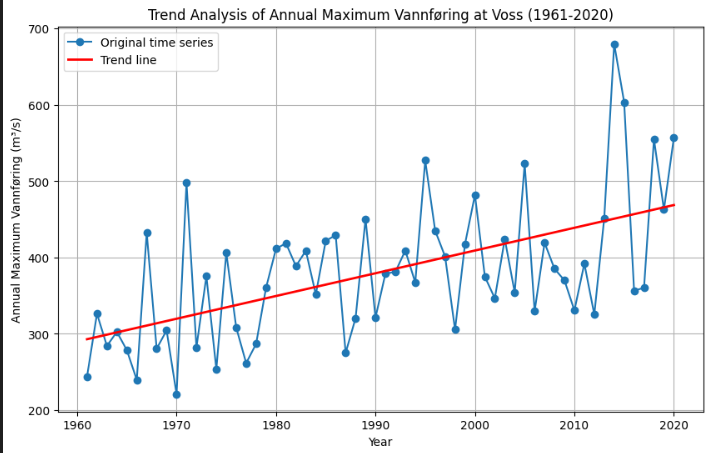 Trend Analysis of Annual Maximum Vannføring at Voss (1961-2020)
700
Original time series
Trend line
600
500
400
300
200
Annual Maximum Vannføring (m³/s)
1960
1970
1980
1990
2000
2010
2020
Year